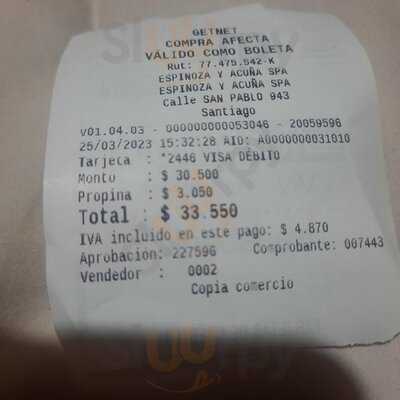 GETNET
COMPRA AFECTA
VÁLIDO COMO BOLETA
Rut: 77.475.542-K
ESPINOZA Y ACUÑA SPA
ESPINOZA Y ACUÑA SPA
Calle SAN PABLO 943
Santiago
v01.04.03 - 000000000053046 - 20059596
25/03/2023 15:32:28 AID: A0000000031010
Tarjeta : *2446 VISA DÉBITO
Monto : $ 30.500
Propina : $ 3.050
Total : $ 33.550
IVA incluido en este pago: $ 4.870
Aprobación: 227596 Comprobante: 007443
Vendedor : 0002
Copia comercio